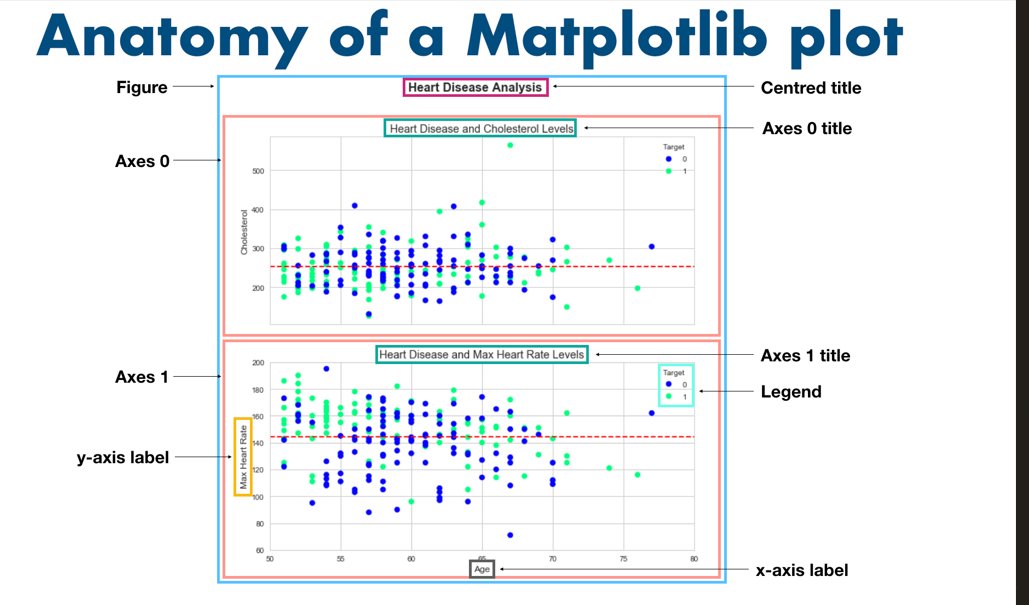 Anatomy of a Matplotlib plot
Figure
Heart Disease Analysis
Centred title
Heart Disease and Cholesterol Levels
Axes 0 title
Axes 0
Target
0
1
500
400
300
200
Cholesterol
Heart Disease and Max Heart Rate Levels
Axes 1 title
Axes 1
Target
0
1
Legend
200
180
160
140
120
100
80
60
Max Heart Rate
y-axis label
50
55
60
65
70
75
80
Age
x-axis label